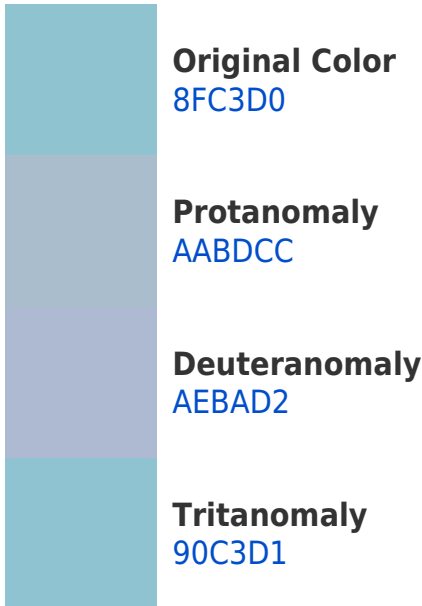 Original Color
8FC3D0
Protanomaly
AABDCC
Deuteranomaly
AEBAD2
Tritanomaly
90C3D1